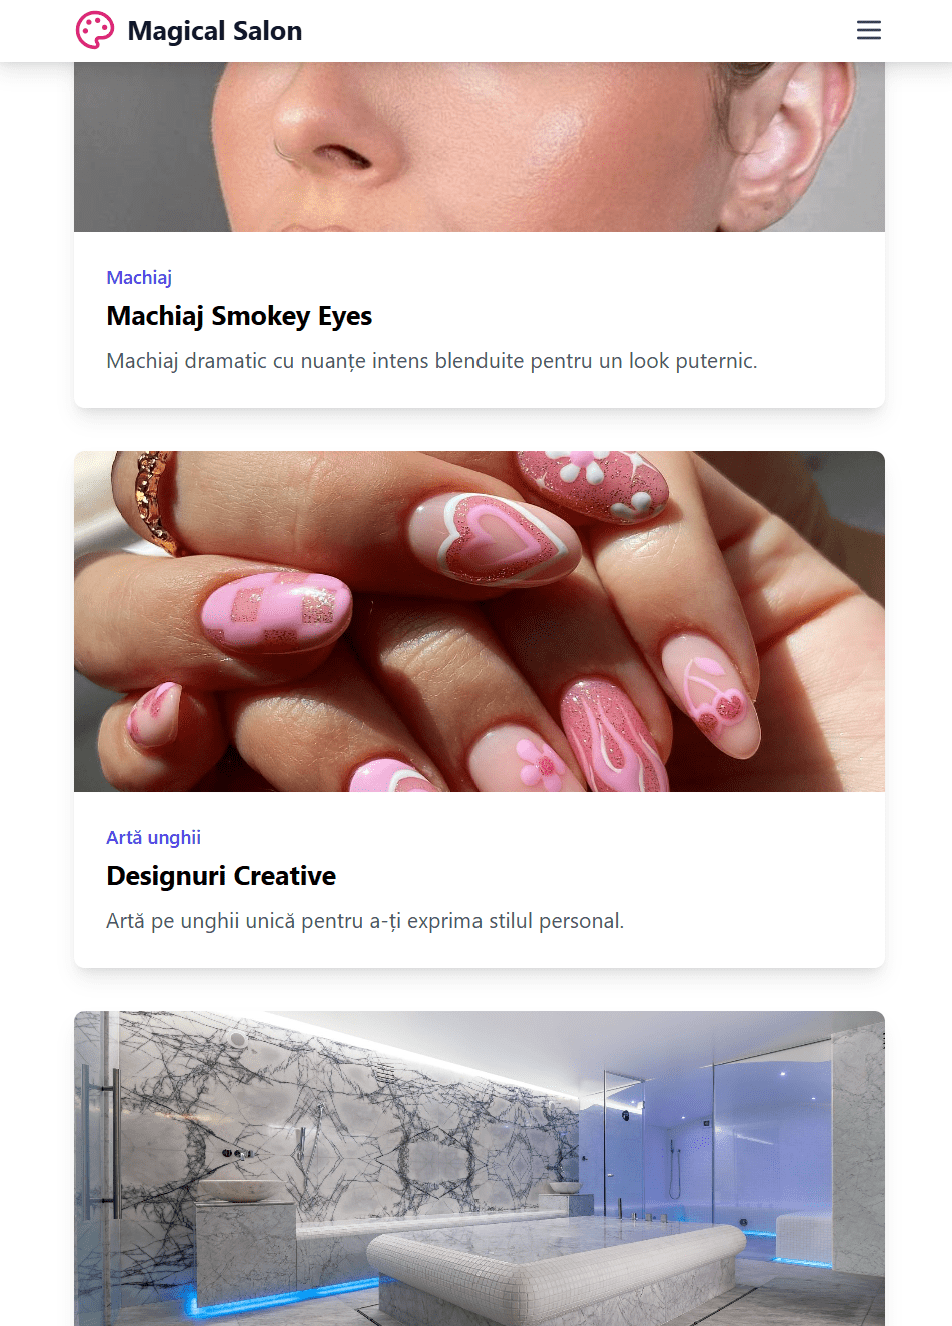 Magical Salon
Machiaj
Machiaj Smokey Eyes
Machiaj dramatic cu nuanțe intens blenduite pentru un look puternic.
Artă unghii
Designuri Creative
Artă pe unghii unică pentru a-ți exprima stilul personal.